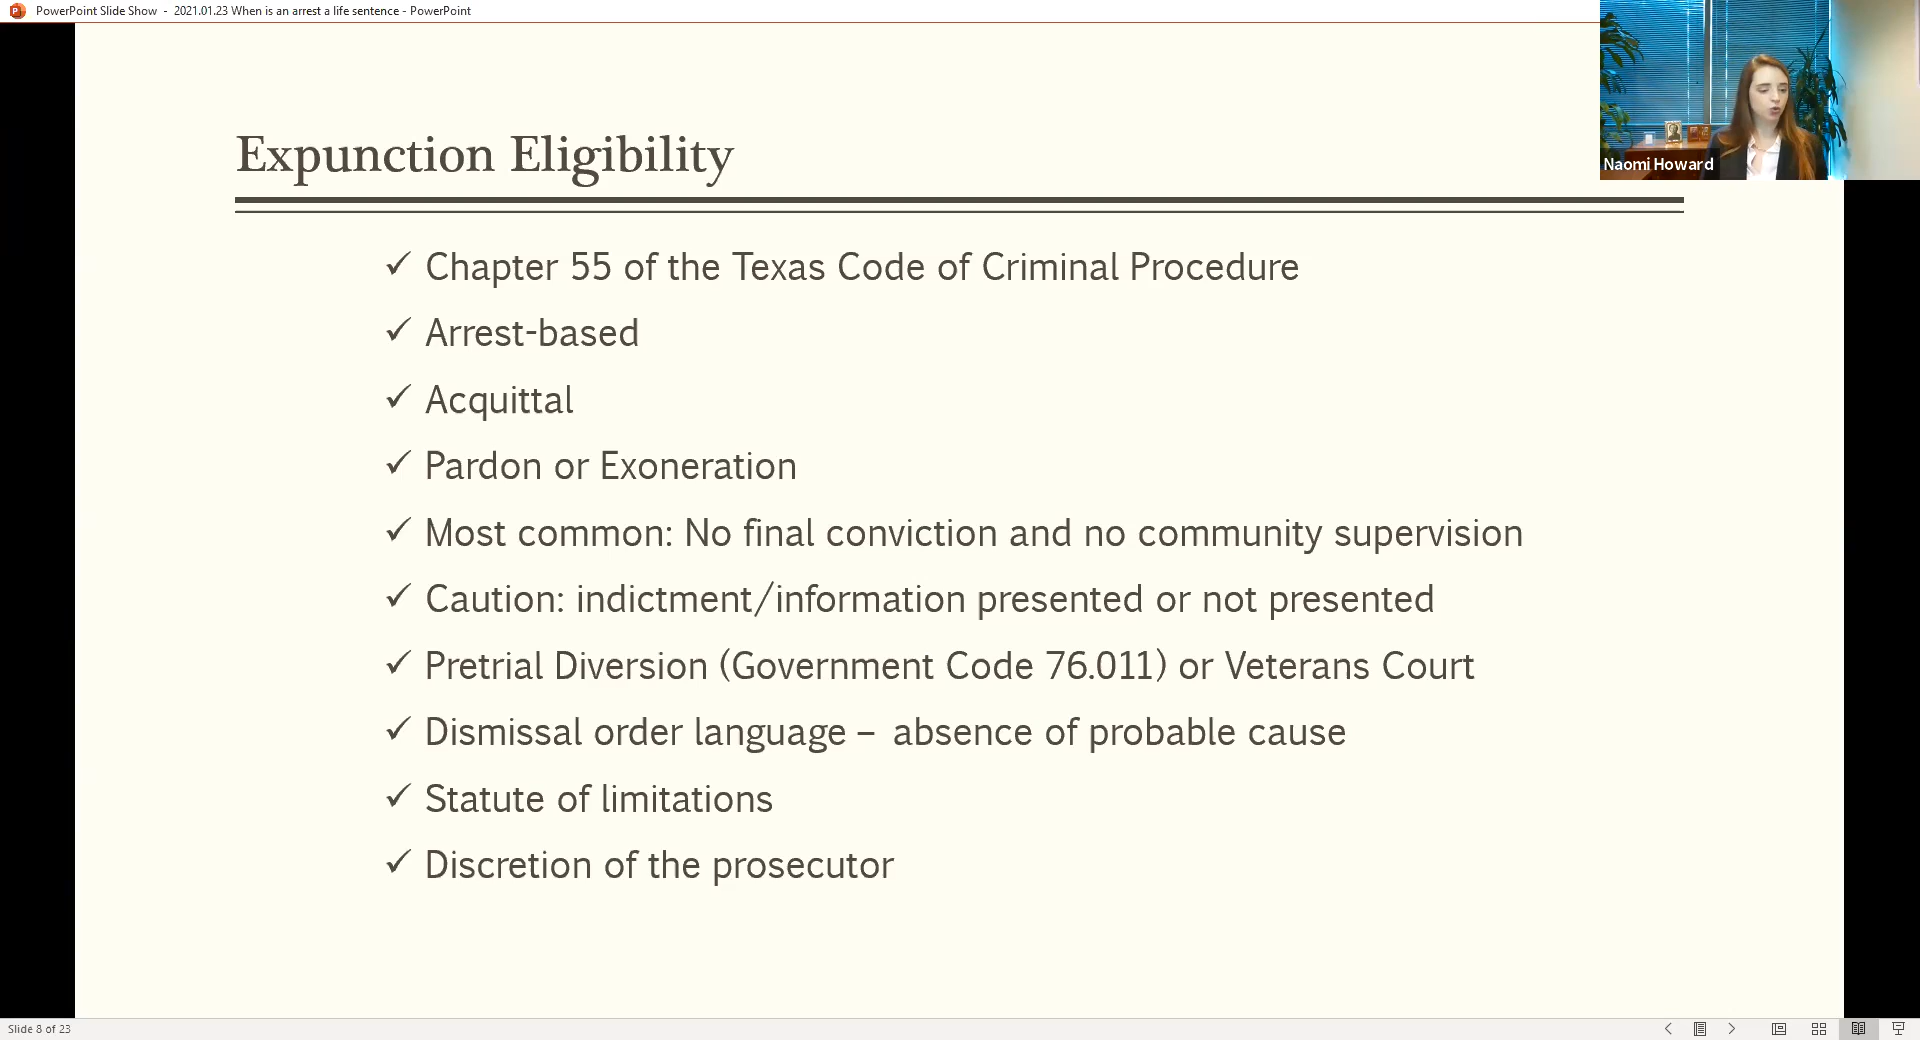 PowerPoint Slide Show - 2021.01.23 When is an arrest a life sentence - PowerPoint
Naomi Howard
Expunction Eligibility
✓ Chapter 55 of the Texas Code of Criminal Procedure
✓ Arrest-based
✓ Acquittal
✓ Pardon or Exoneration
✓ Most common: No final conviction and no community supervision
✓ Caution: indictment/information presented or not presented
✓ Pretrial Diversion (Government Code 76.011) or Veterans Court
✓ Dismissal order language – absence of probable cause
✓ Statute of limitations
✓ Discretion of the prosecutor
Slide 8 of 23